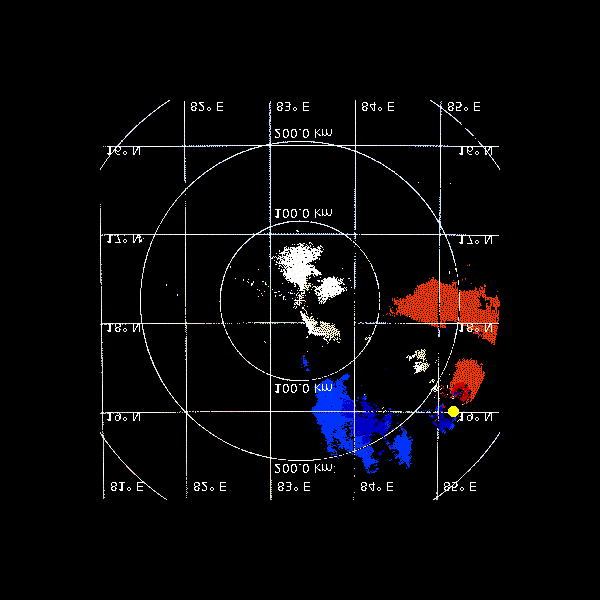 82° E 83° E 84° E 85° E
200.0 km
16° N 16° N
100.0 km
17° N 17° N
18° N 18° N
100.0 km
19° N 19° N
200.0 km
81° E 82° E 83° E 84° E 85° E